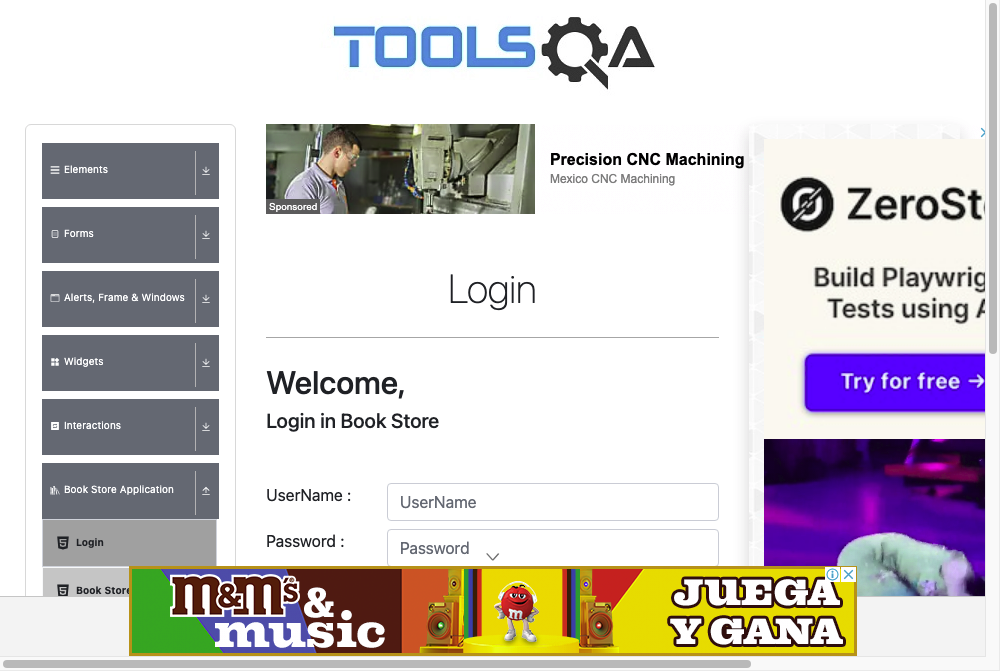 TOOLSQA
Elements
Forms
Alerts, Frame & Windows
Widgets
Interactions
Book Store Application
Login
Book Store
Sponsored
Precision CNC Machining
Mexico CNC Machining
Login
Welcome,
Login in Book Store
UserName :
UserName
Password :
Password
ZeroSt
Build Playwrig
Tests using A
Try for free →
m&m's &
music
m
JUEGA
Y GANA